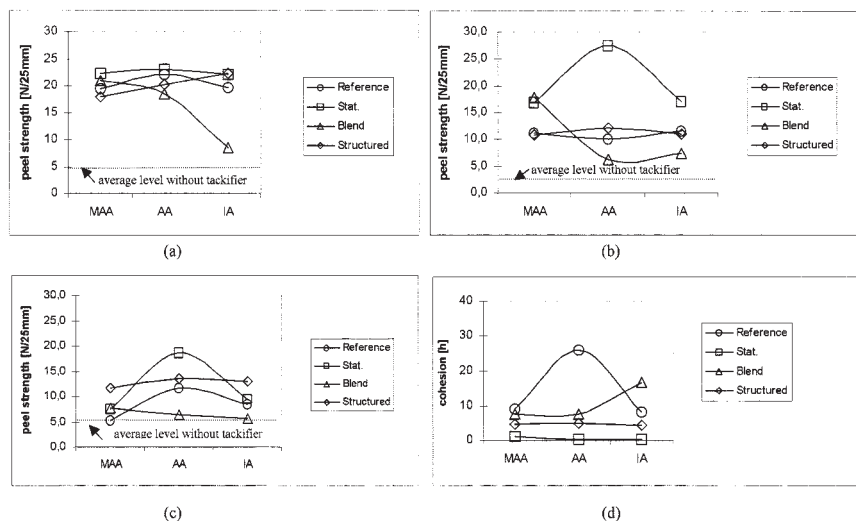 peel strength [N/25mm]
30
25
20
15
10
5
0
average level without tackifier
MAA AA IA
Reference
Stat.
Blend
Structured
(a)
peel strength [N/25mm]
30,0
25,0
20,0
15,0
10,0
5,0
0,0
average level without tackifier
MAA AA IA
Reference
Stat.
Blend
Structured
(b)
peel strength [N/25mm]
30,0
25,0
20,0
15,0
10,0
5,0
0,0
average level without tackifier
MAA AA IA
Reference
Stat.
Blend
Structured
(c)
cohesion [h]
40
30
20
10
0
MAA AA IA
Reference
Stat.
Blend
Structured
(d)